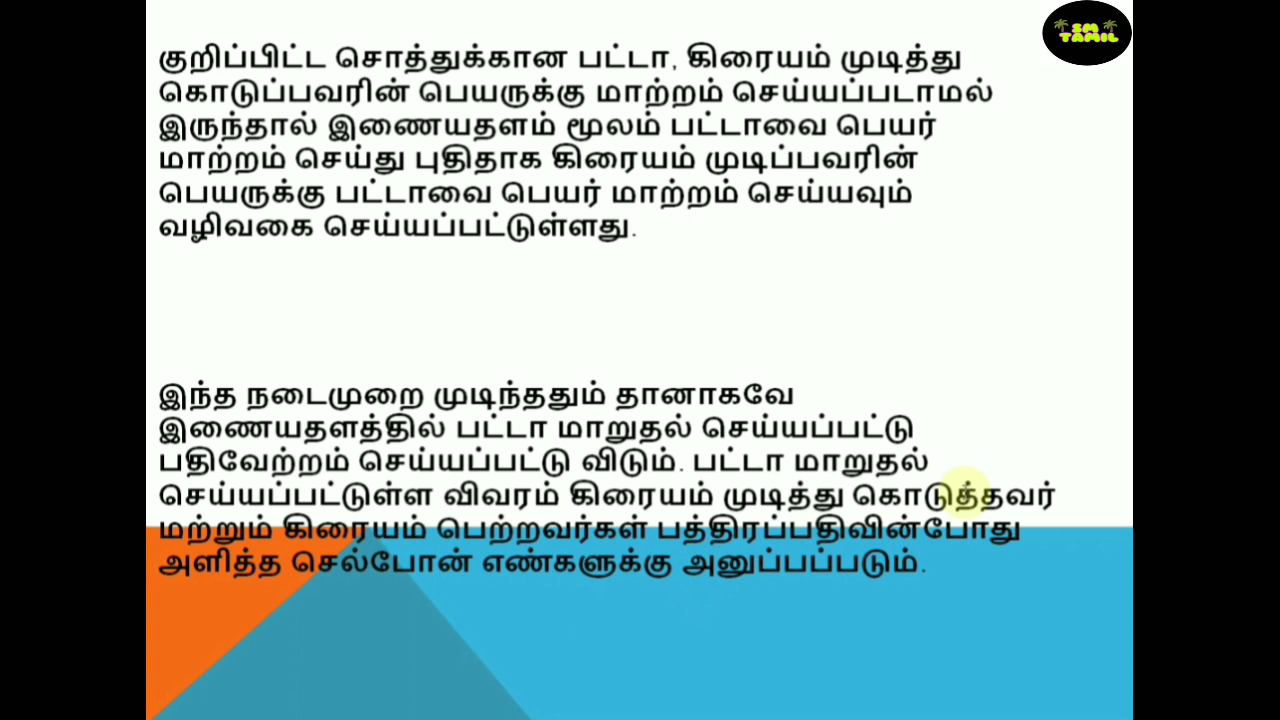 SM
TAMIL
குறிப்பிட்ட சொத்துக்கான பட்டா, கிரையம் முடித்து
கொடுப்பவரின் பெயருக்கு மாற்றம் செய்யப்படாமல்
இருந்தால் இணையதளம் மூலம் பட்டாவை பெயர்
மாற்றம் செய்து புதிதாக கிரையம் முடிப்பவரின்
பெயருக்கு பட்டாவை பெயர் மாற்றம் செய்யவும்
வழிவகை செய்யப்பட்டுள்ளது.
இந்த நடைமுறை முடிந்ததும் தானாகவே
இணையதளத்தில் பட்டா மாறுதல் செய்யப்பட்டு
பதிவேற்றம் செய்யப்பட்டு விடும். பட்டா மாறுதல்
செய்யப்பட்டுள்ள விவரம் கிரையம் முடித்து கொடுத்தவர்
மற்றும் கிரையம் பெற்றவர்கள் பத்திரப்பதிவின்போது
அளித்த செல்போன் எண்களுக்கு அனுப்பப்படும்.